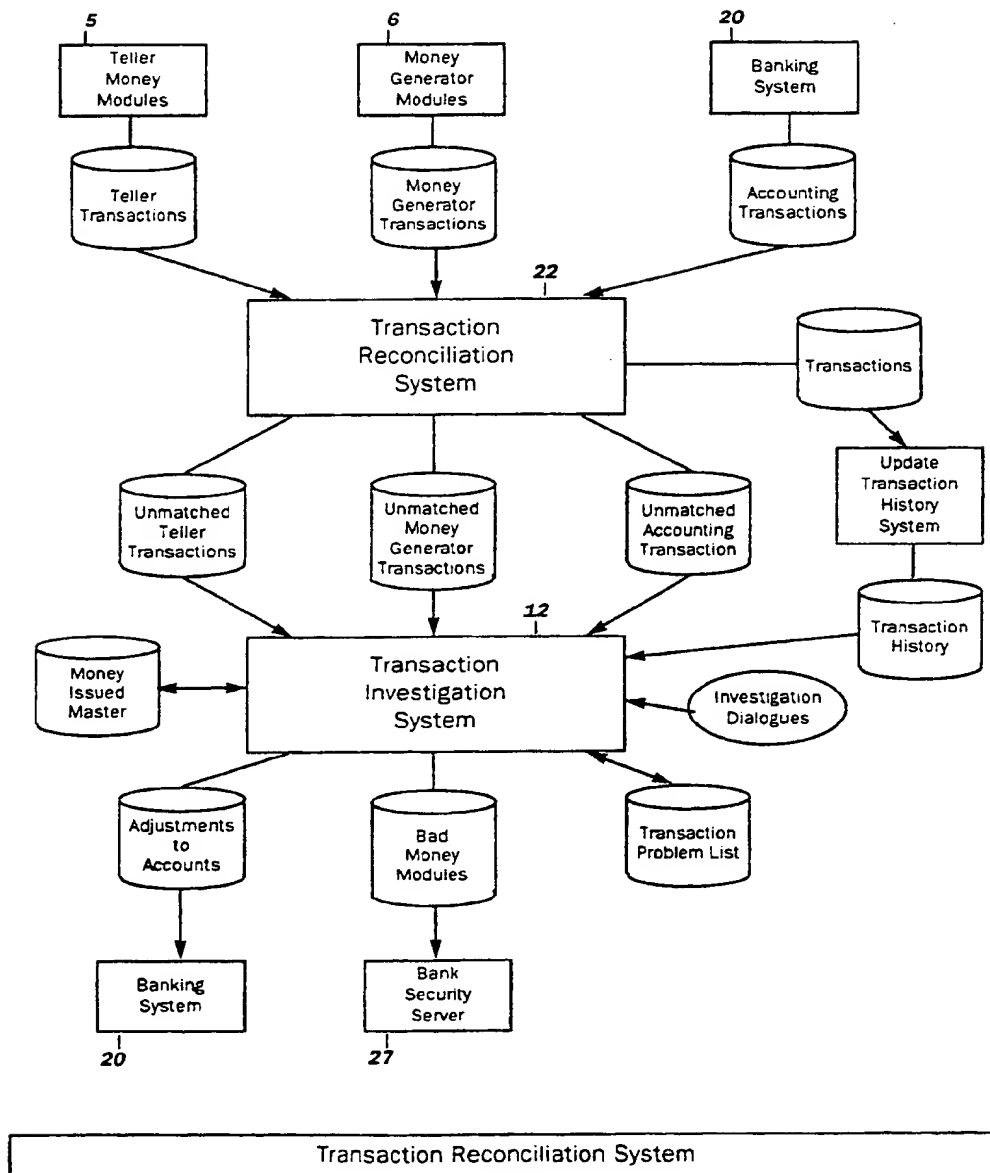 5
6
20
Teller
Money
Modules
Money
Generator
Modules
Banking
System
Teller
Transactions
Money
Generator
Transactions
Accounting
Transactions
22
Transaction
Reconciliation
System
Transactions
Unmatched
Teller
Transactions
Unmatched
Money
Generator
Transactions
Unmatched
Accounting
Transaction
Update
Transaction
History
System
12
Transaction
Investigation
System
Transaction
History
Money
Issued
Master
Investigation
Dialogues
Adjustments
to
Accounts
Bad
Money
Modules
Transaction
Problem List
Banking
System
Bank
Security
Server
20
27
Transaction Reconciliation System